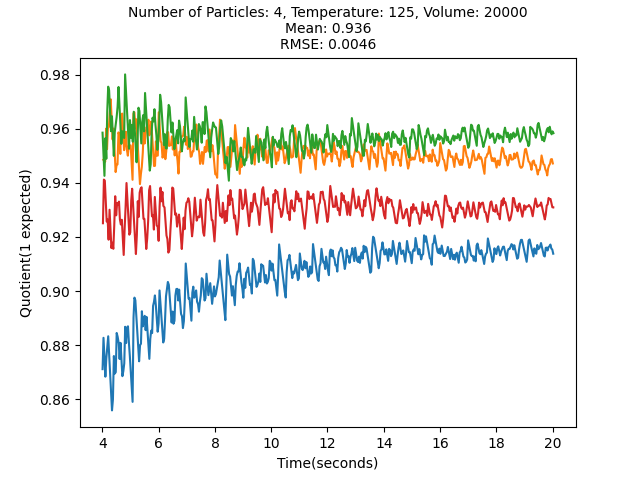 Number of Particles: 4, Temperature: 125, Volume: 20000
Mean: 0.936
RMSE: 0.0046
0.98
0.96
0.94
0.92
0.90
0.88
0.86
Quotient(1 expected)
4 6 8 10 12 14 16 18 20
Time(seconds)